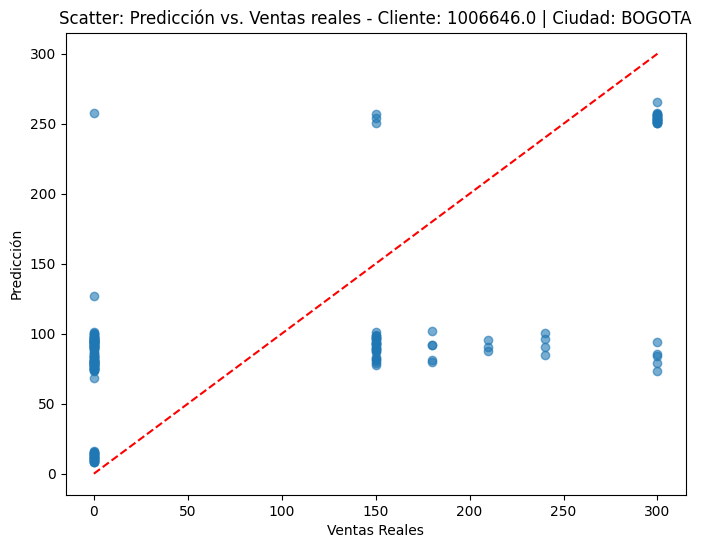 Scatter: Predicción vs. Ventas reales - Cliente: 1006646.0 | Ciudad: BOGOTA
300
250
200
150
100
50
0
Predicción
0 50 100 150 200 250 300
Ventas Reales